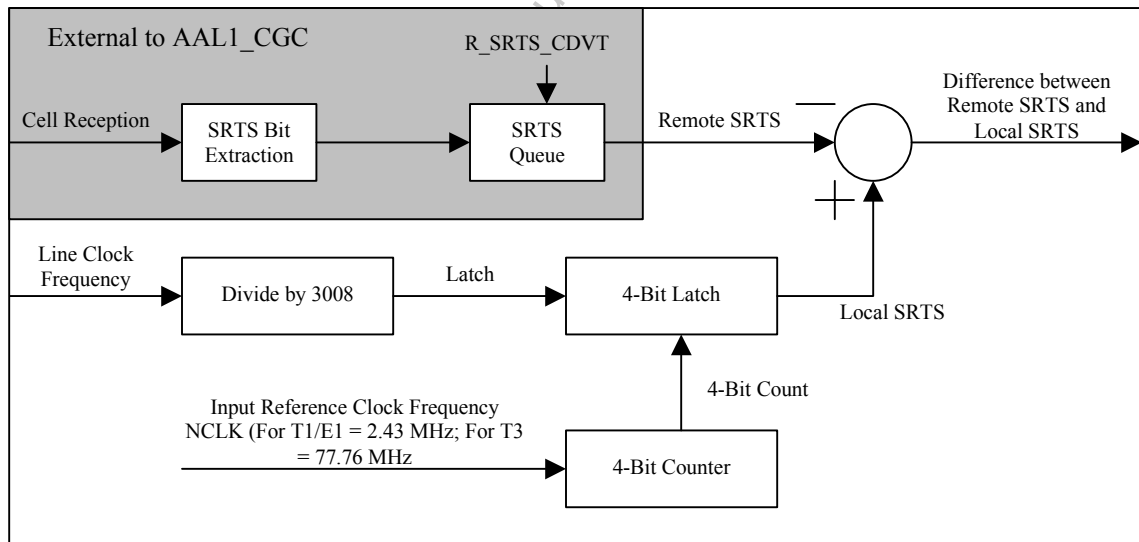 External to AAL1_CGC
R_SRTS_CDVT
Cell Reception
SRTS Bit
Extraction
SRTS
Queue
Remote SRTS
Difference between
Remote SRTS and
Local SRTS
Line Clock
Frequency
Divide by 3008
Latch
4-Bit Latch
Local SRTS
4-Bit Count
Input Reference Clock Frequency
NCLK (For T1/E1 = 2.43 MHz; For T3
= 77.76 MHz
4-Bit Counter